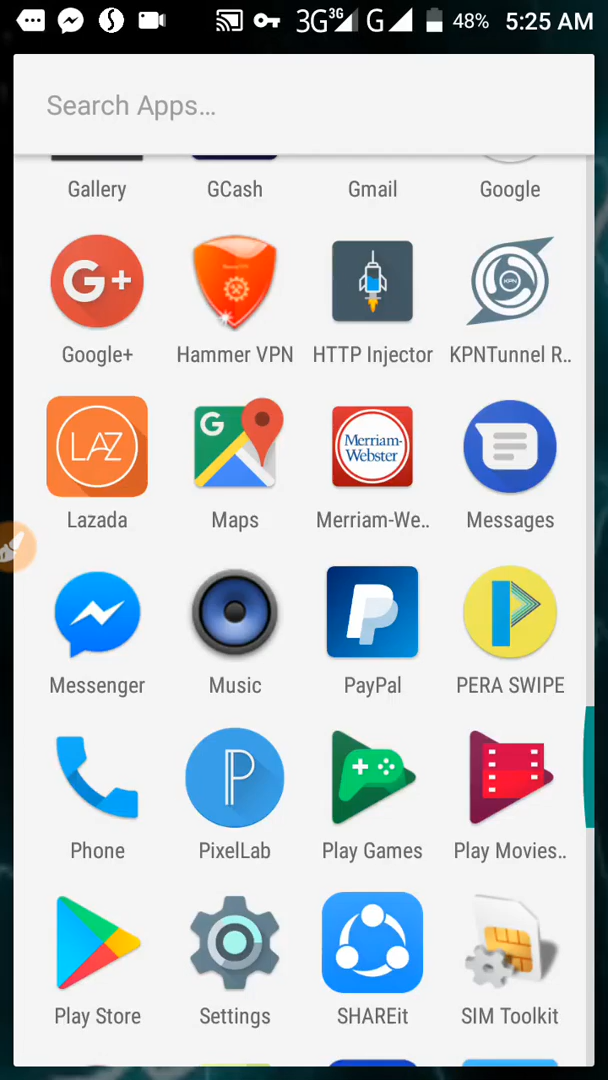 3G 3G G 48% 5:25 AM
Search Apps...
Gallery GCash Gmail Google
G+ KPN
Google+ Hammer VPN HTTP Injector KPNTunnel R..
LAZ G Merriam-
Webster
Lazada Maps Merriam-We.. Messages
Messenger Music PayPal PERA SWIPE
Phone PixelLab Play Games Play Movies..
Play Store Settings SHAREit SIM Toolkit